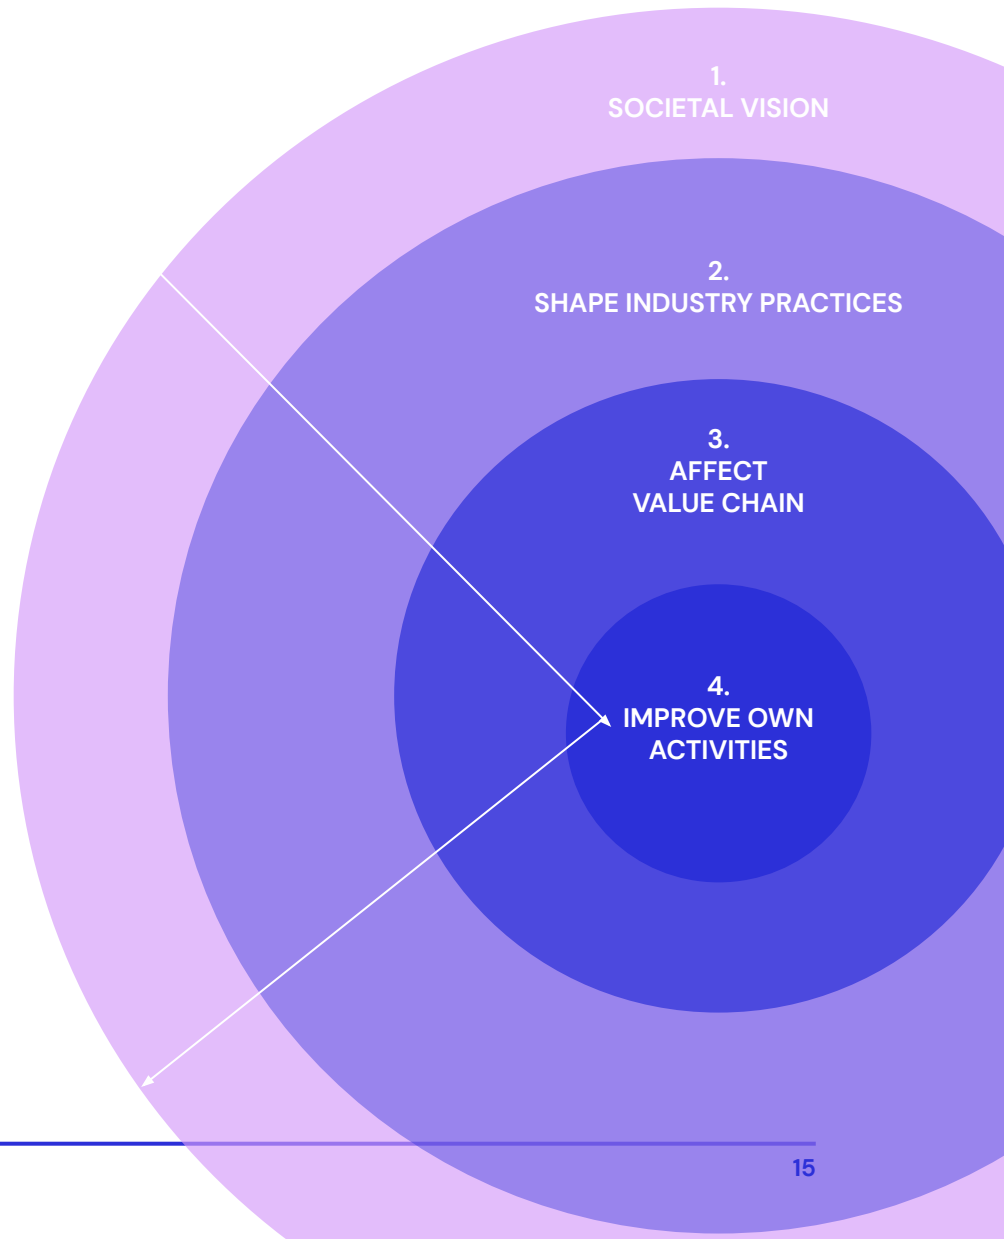 1.
SOCIETAL VISION
2.
SHAPE INDUSTRY PRACTICES
3.
AFFECT
VALUE CHAIN
4.
IMPROVE OWN
ACTIVITIES
15